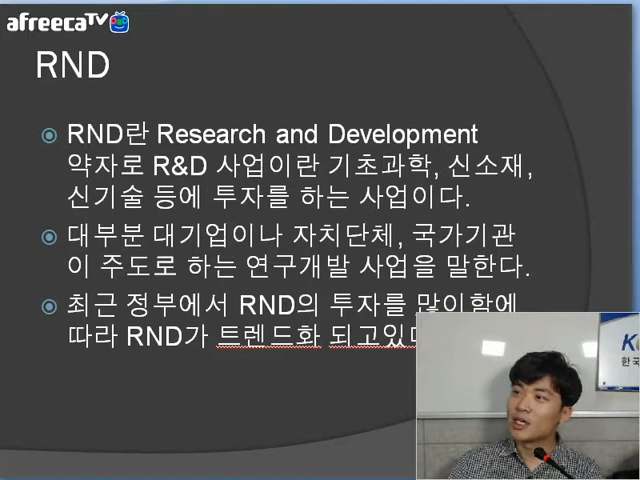 afreecaTV
RND
RND란 Research and Development
약자로 R&D 사업이란 기초과학, 신소재,
신기술 등에 투자를 하는 사업이다.
대부분 대기업이나 자치단체, 국가기관
이 주도로 하는 연구개발 사업을 말한다.
최근 정부에서 RND의 투자를 많이함에
따라 RND가 트렌드화 되고있
한국